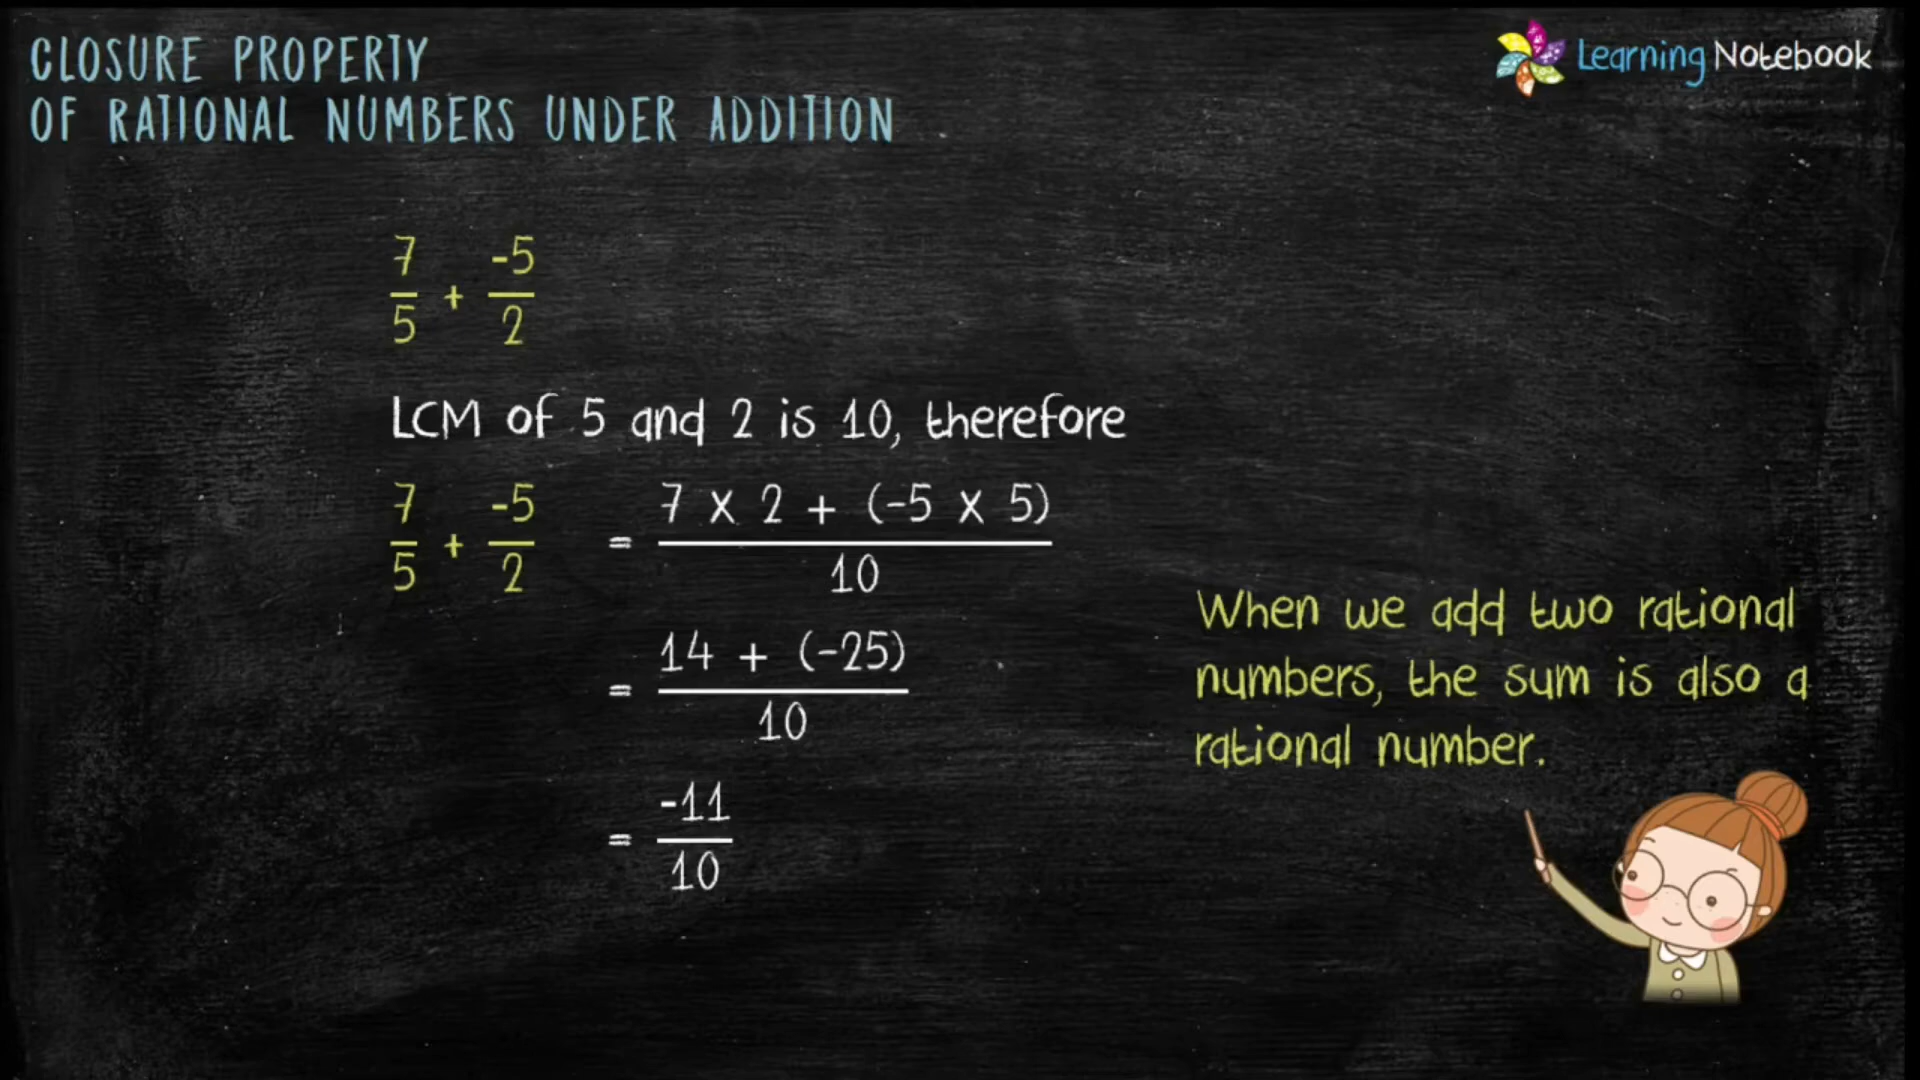 CLOSURE PROPERTY
OF RATIONAL NUMBERS UNDER ADDITION
Learning Notebook
7/5 + -5/2
LCM of 5 and 2 is 10, therefore
7/5 + -5/2 = 7 x 2 + (-5 x 5)/10
= 14 + (-25)/10
= -11/10
When we add two rational
numbers, the sum is also a
rational number.